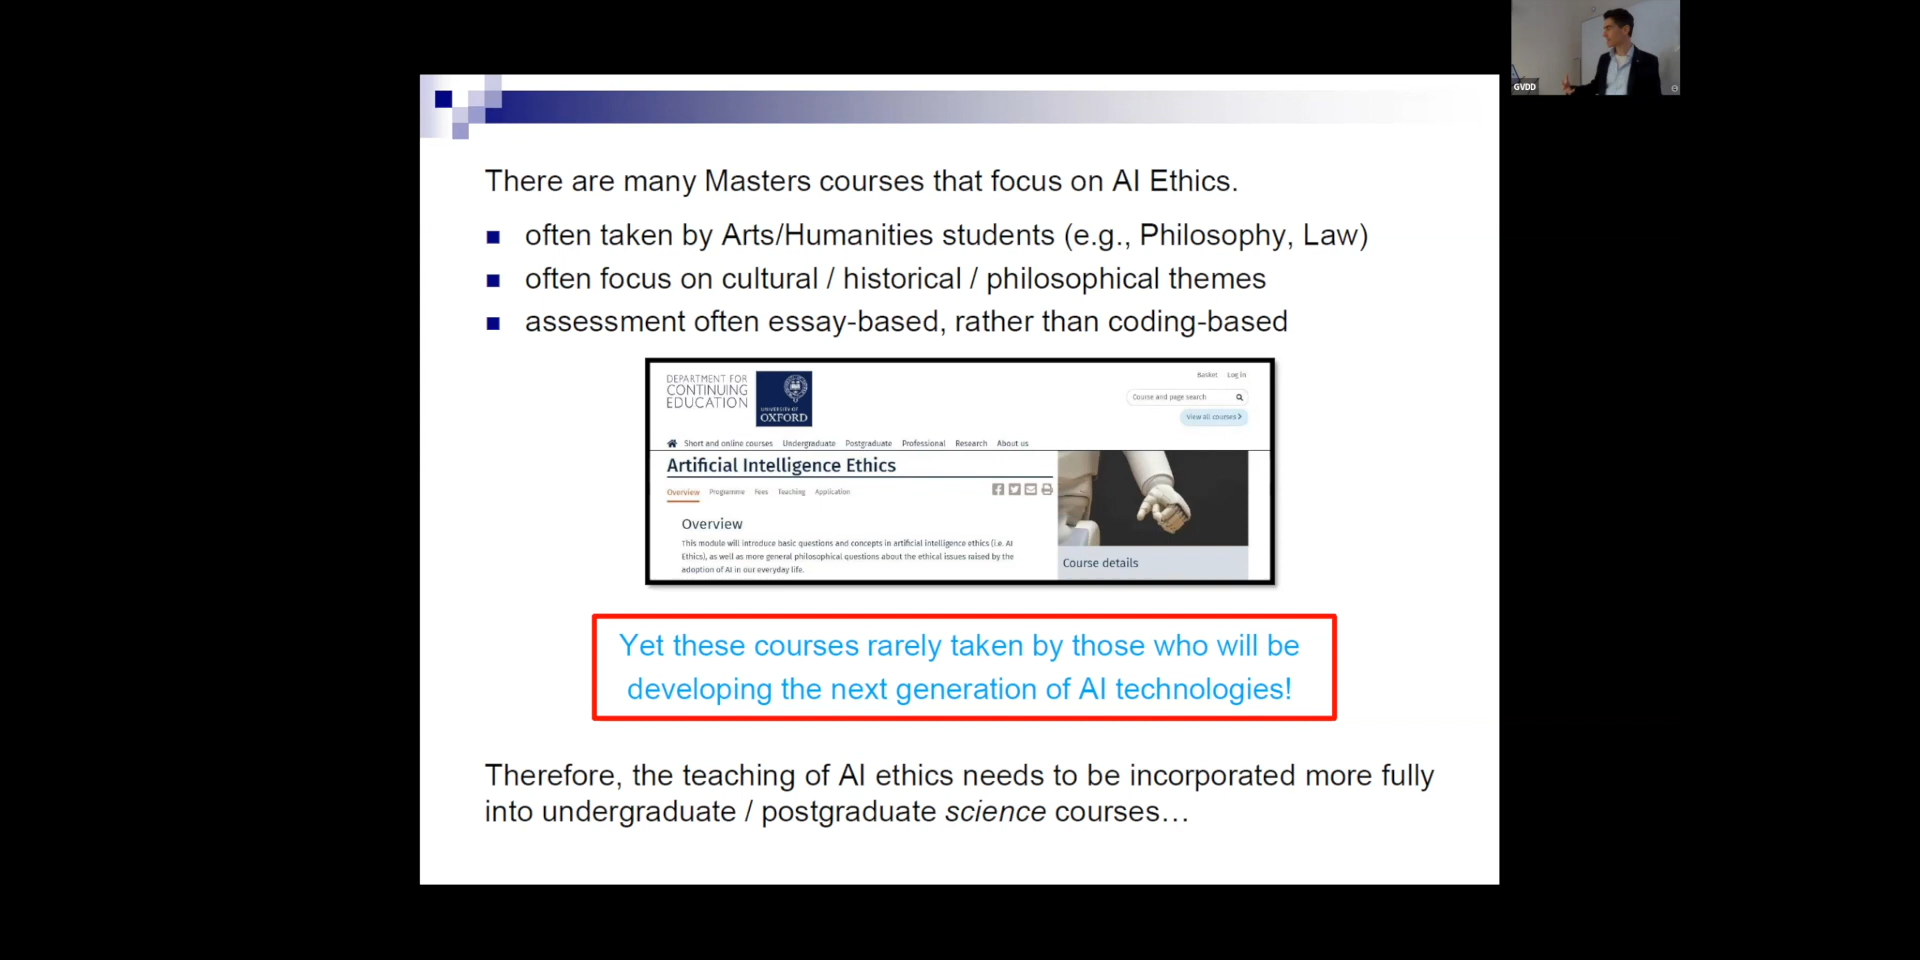 GVDD
There are many Masters courses that focus on AI Ethics.
often taken by Arts/Humanities students (e.g., Philosophy, Law)
often focus on cultural / historical / philosophical themes
assessment often essay-based, rather than coding-based
DEPARTMENT FOR
CONTINUING
EDUCATION
UNIVERSITY OF
OXFORD
Basket Log in
Course and page search
View all courses
Short and online courses Undergraduate Postgraduate Professional Research About us
Artificial Intelligence Ethics
Overview Programme Fees Teaching Application
Overview
This module will introduce basic questions and concepts in artificial intelligence ethics (i.e. AI
Ethics), as well as more general philosophical questions about the ethical issues raised by the
adoption of AI in our everyday life.
Course details
Yet these courses rarely taken by those who will be
developing the next generation of AI technologies!
Therefore, the teaching of AI ethics needs to be incorporated more fully
into undergraduate / postgraduate science courses…